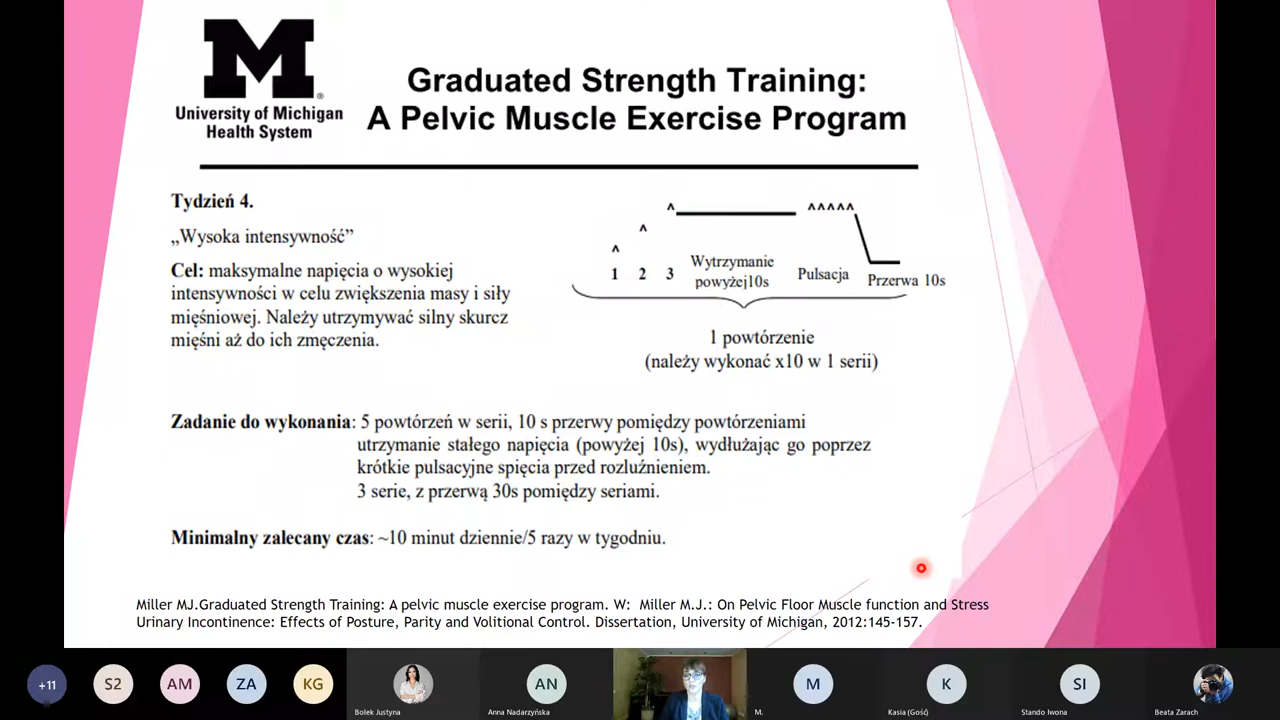 M®
University of Michigan
Health System
Graduated Strength Training:
A Pelvic Muscle Exercise Program
Tydzień 4.
„Wysoka intensywność”
Cel: maksymalne napięcia o wysokiej
intensywności w celu zwiększenia masy i siły
mięśniowej. Należy utrzymywać silny skurcz
mięśni aż do ich zmęczenia.
^ ^ ^ ^^^^^
1 2 3
Wytrzymanie
powyżej10s
Pulsacja
Przerwa 10s
1 powtórzenie
(należy wykonać x10 w 1 serii)
Zadanie do wykonania: 5 powtórzeń w serii, 10 s przerwy pomiędzy powtórzeniami
utrzymanie stałego napięcia (powyżej 10s), wydłużając go poprzez
krótkie pulsacyjne spięcia przed rozluźnieniem.
3 serie, z przerwą 30s pomiędzy seriami.
Minimalny zalecany czas: ~10 minut dziennie/5 razy w tygodniu.
Miller MJ.Graduated Strength Training: A pelvic muscle exercise program. W: Miller M.J.: On Pelvic Floor Muscle function and Stress
Urinary Incontinence: Effects of Posture, Parity and Volitional Control. Dissertation, University of Michigan, 2012:145-157.
+11
S2
AM
ZA
KG
Bolek Justyna
AN
Anna Nadarzyńska
M.
M
K
Kasia (Gość)
SI
Stando Iwona
Beata Zarach